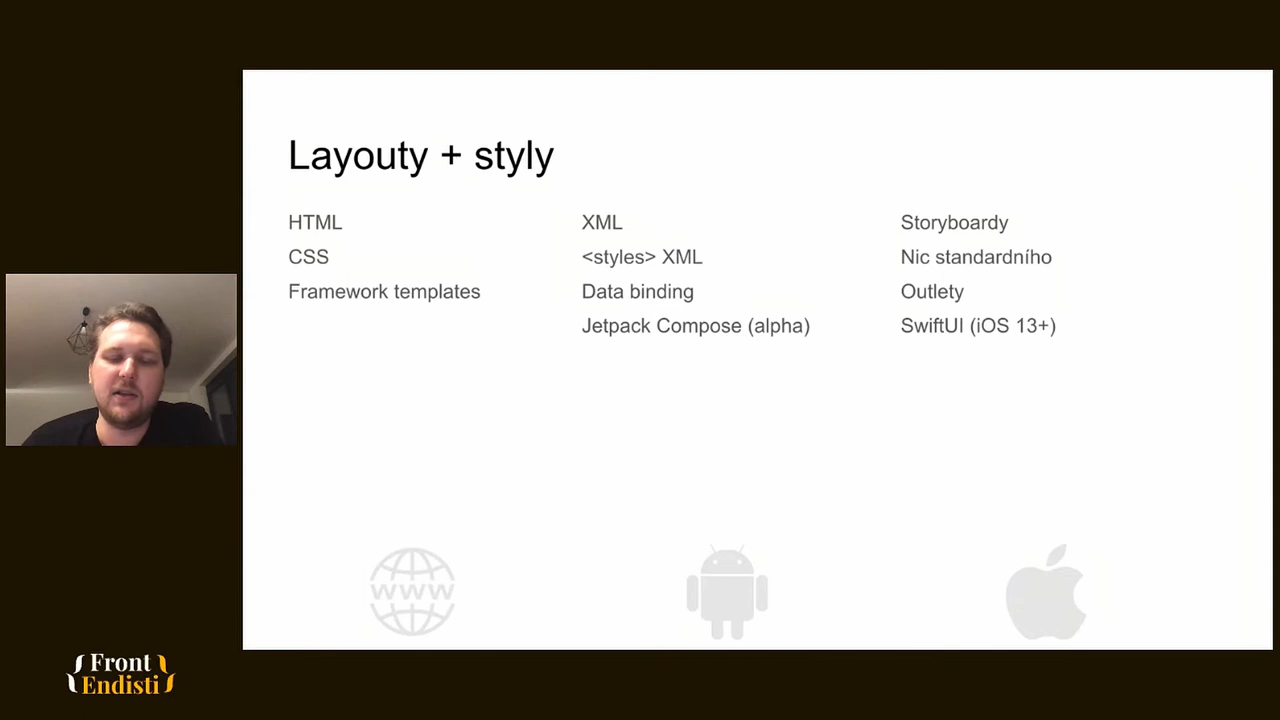 Layouty + styly
HTML
CSS
Framework templates
XML
<styles> XML
Data binding
Jetpack Compose (alpha)
Storyboardy
Nic standardního
Outlety
SwiftUI (iOS 13+)
www
{Front
Endisti}